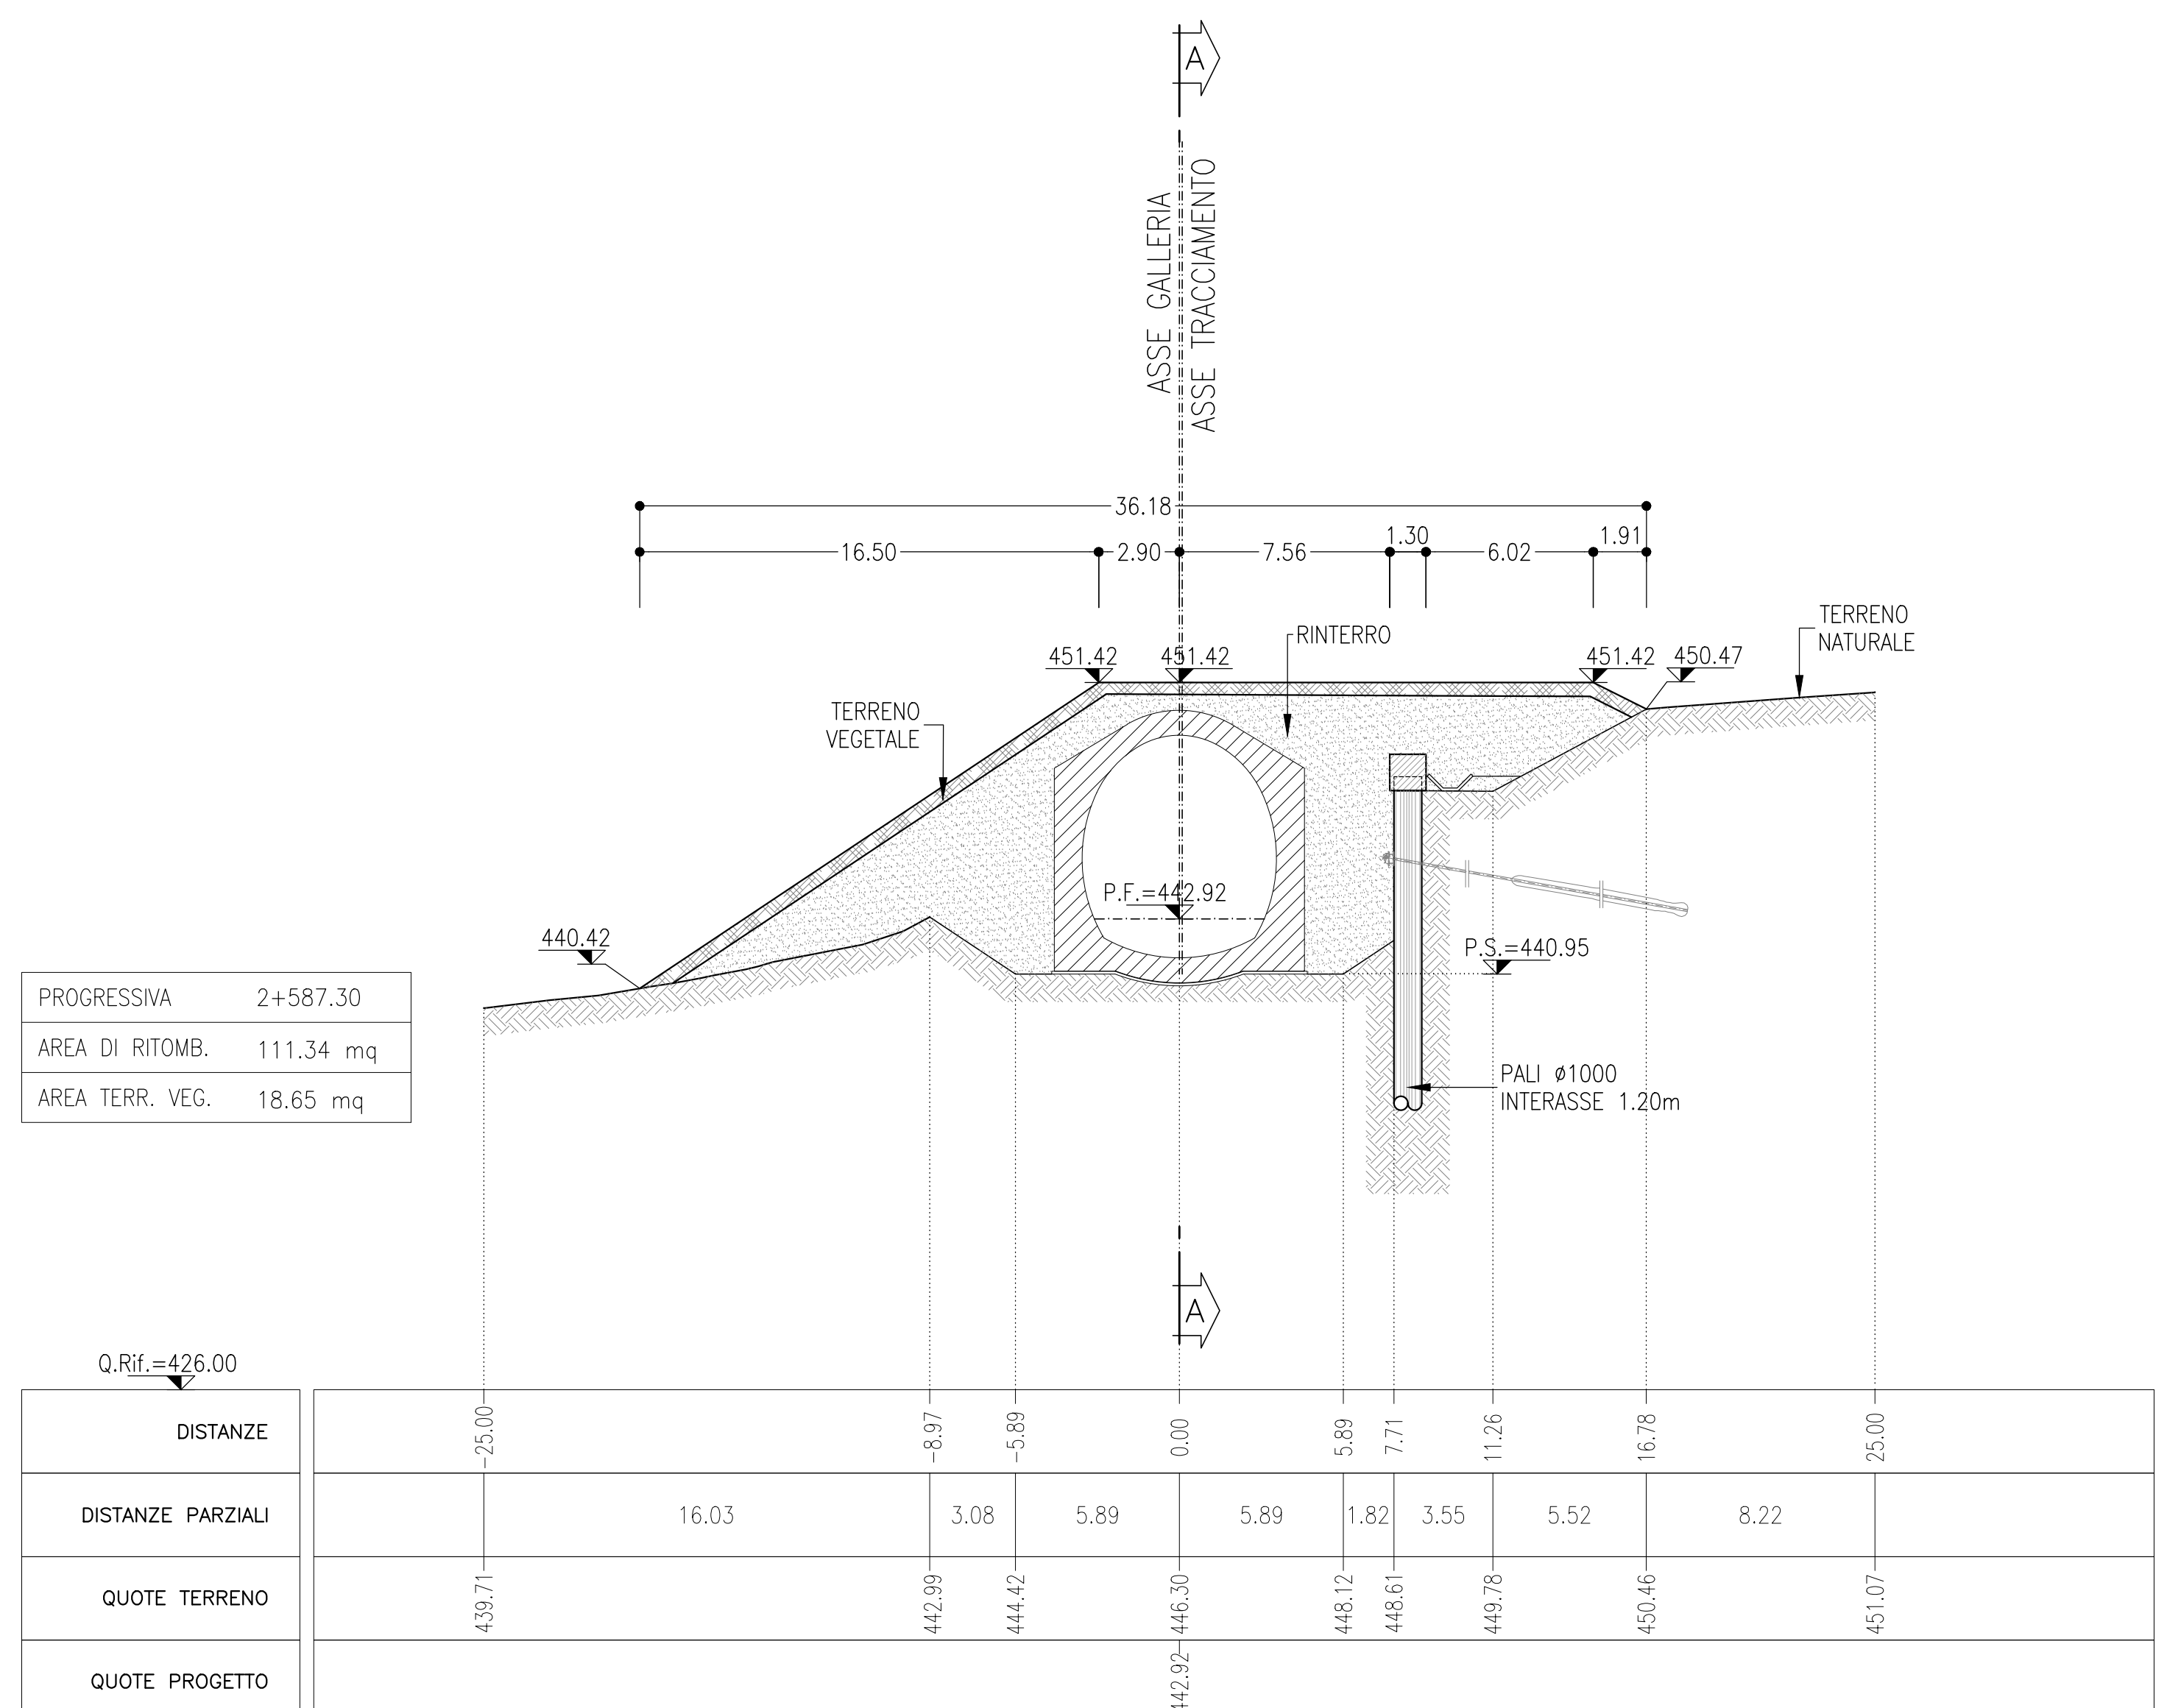 A
ASSE GALLERIA
ASSE TRACCIAMENTO
36.18
16.50
2.90
7.56
1.30
6.02
1.91
TERRENO
NATURALE
RINTERRO
451.42
451.42
451.42
450.47
TERRENO
VEGETALE
P.F.=442.92
440.42
P.S.=440.95
PROGRESSIVA 2+587.30
AREA DI RITOMB. 111.34 mq
AREA TERR. VEG. 18.65 mq
PALI ø1000
INTERASSE 1.20m
A
Q.Rif.=426.00
DISTANZE -25.00 -8.97 -5.89 0.00 5.89 7.71 11.26 16.78 25.00
DISTANZE PARZIALI 16.03 3.08 5.89 5.89 1.82 3.55 5.52 8.22
QUOTE TERRENO 439.71 442.99 444.42 446.30 448.12 448.61 449.78 450.46 451.07
QUOTE PROGETTO 442.92